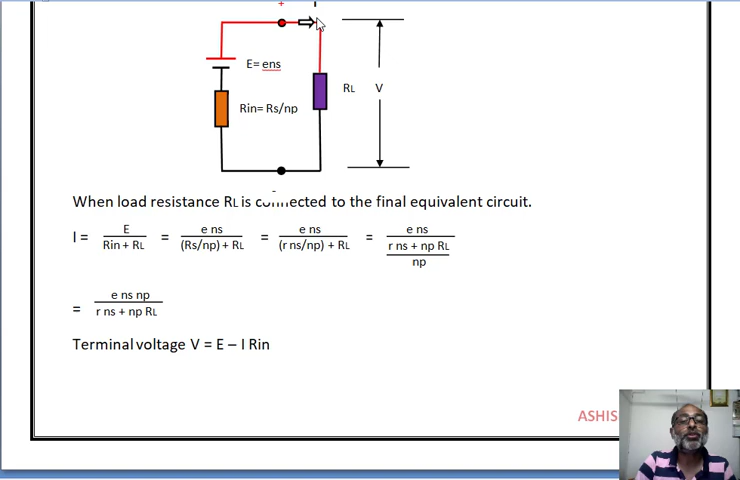 +
E= ens
RL
V
Rin= Rs/np
When load resistance RL is connected to the final equivalent circuit.
I = E / Rin + RL = e ns / (Rs/np) + RL = e ns / (r ns/np) + RL = e ns / r ns + np RL / np
= e ns np / r ns + np RL
Terminal voltage V = E – I Rin
ASHIS